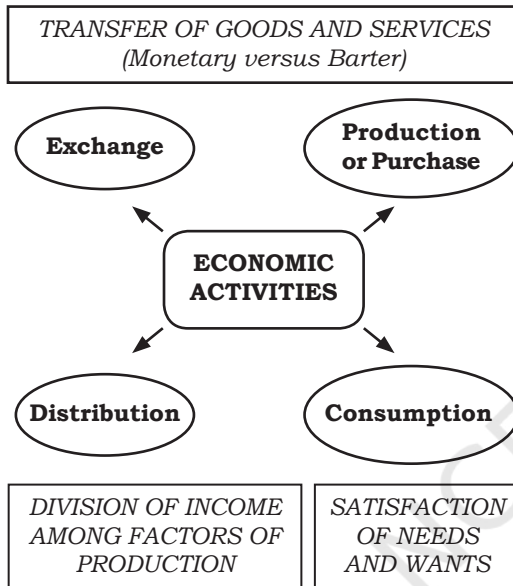 TRANSFER OF GOODS AND SERVICES
(Monetary versus Barter)
Exchange
Production
or Purchase
ECONOMIC
ACTIVITIES
Distribution
Consumption
DIVISION OF INCOME
AMONG FACTORS OF
PRODUCTION
SATISFACTION
OF NEEDS
AND WANTS